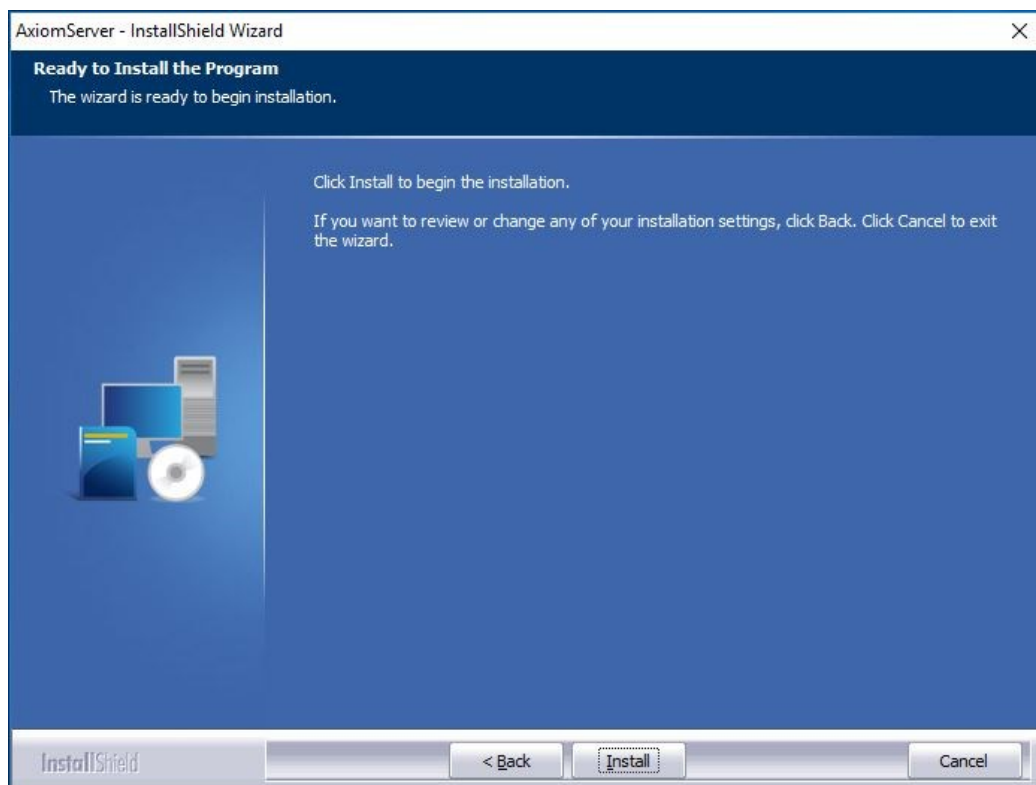 AxiomServer - InstallShield Wizard
Ready to Install the Program
The wizard is ready to begin installation.
Click Install to begin the installation.
If you want to review or change any of your installation settings, click Back. Click Cancel to exit
the wizard.
InstallShield
< Back
Install
Cancel